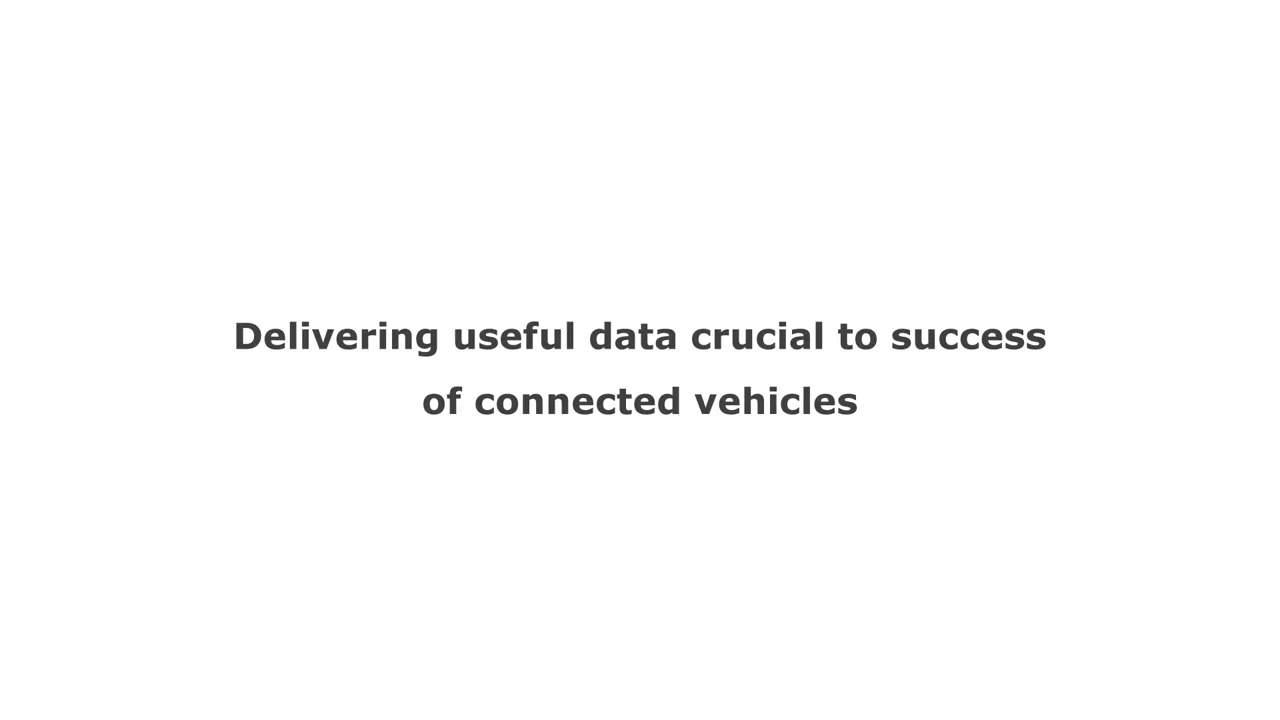 Delivering useful data crucial to success
of connected vehicles